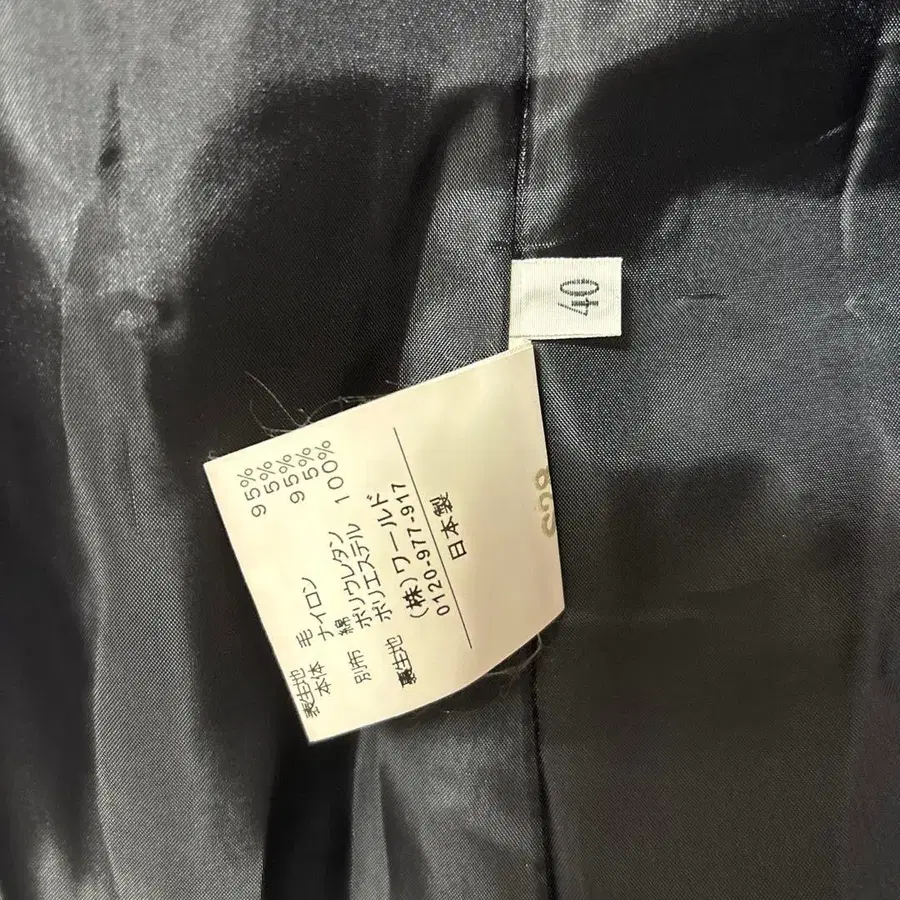 40
表生地
本体 毛 95%
ナイロン 5%
別布 綿 95%
ポリウレタン 5%
裏生地 ポリエステル 100%
(株)ワールド
0120-977-917
日本製